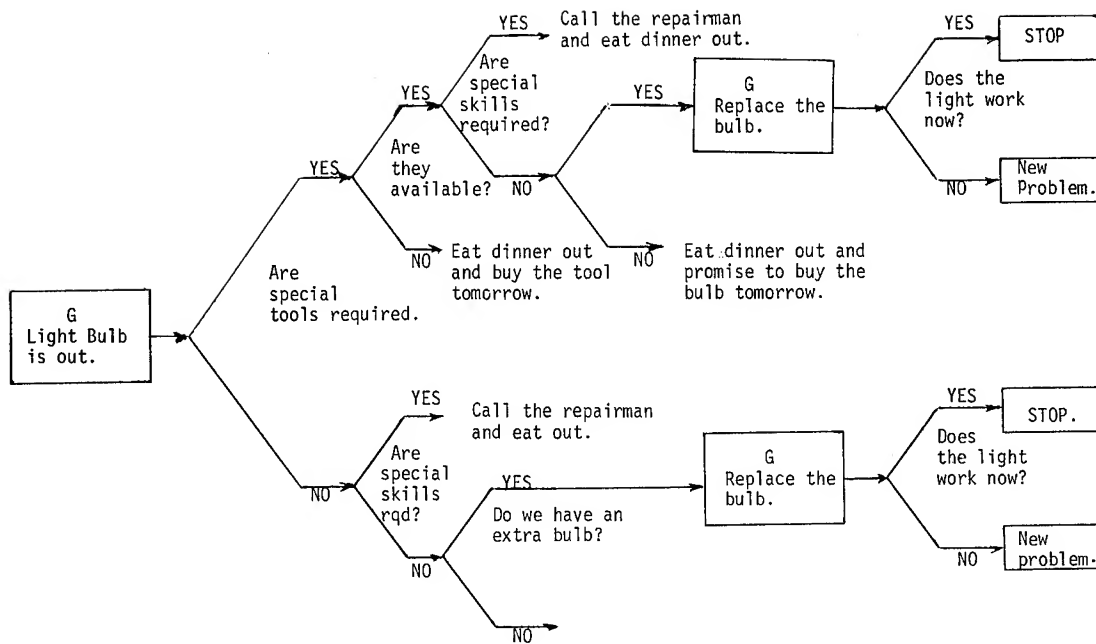 G
Light Bulb
is out.
Are
special
tools required.
YES
Are
they
available?
YES
Are
special
skills
required?
YES
Call the repairman
and eat dinner out.
NO
YES
G
Replace the
bulb.
Does the
light work
now?
YES
STOP
NO
New
Problem.
NO
Eat dinner out and
promise to buy the
bulb tomorrow.
NO
Eat dinner out
and buy the tool
tomorrow.
NO
Are
special
skills
rqd?
YES
Call the repairman
and eat out.
NO
Do we have an
extra bulb?
YES
G
Replace the
bulb.
Does
the light
work now?
YES
STOP.
NO
New
problem.
NO